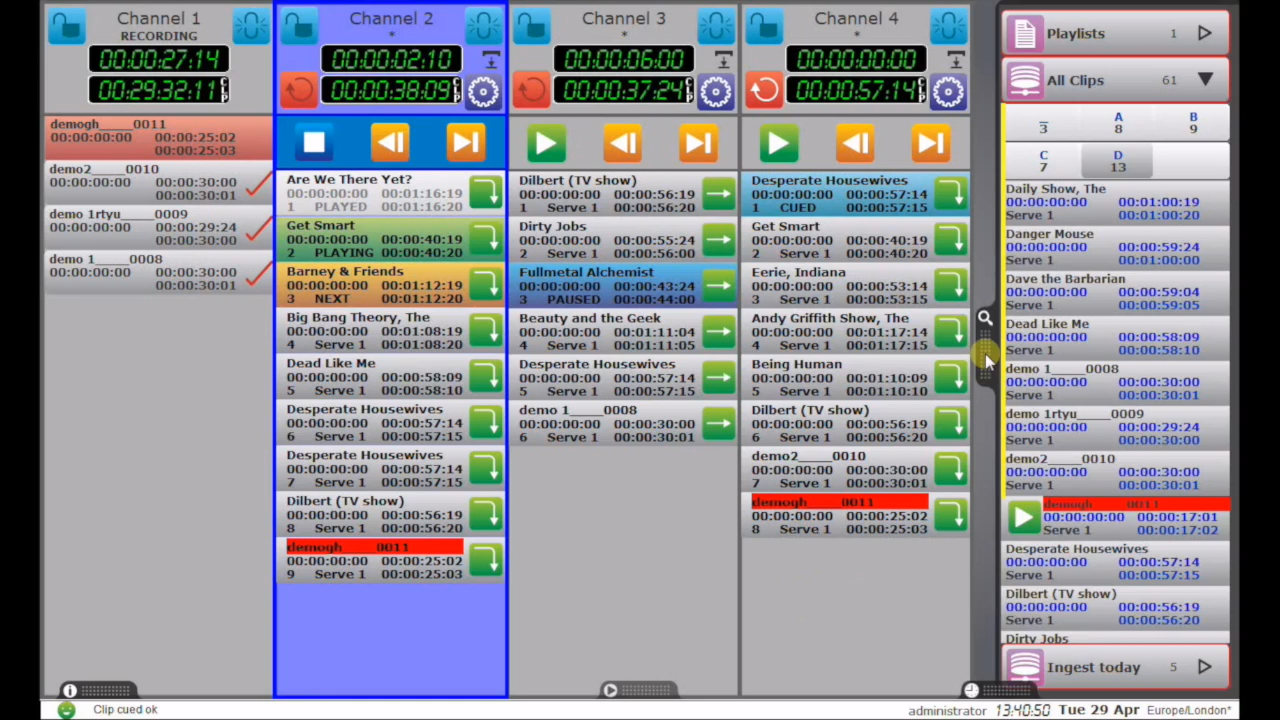 Channel 1
RECORDING
00:00:27:14
00:29:32:11 C L P
demogh____0011
00:00:00:00 00:00:25:02
00:00:25:03
demo2____0010
00:00:00:00 00:00:30:00
00:00:30:01
demo 1rtyu____0009
00:00:00:00 00:00:29:24
00:00:30:00
demo 1____0008
00:00:00:00 00:00:30:00
00:00:30:01
Channel 2
*
00:00:02:10
00:00:38:09 C L P
Are We There Yet?
00:00:00:00 00:01:16:19
1 PLAYED 00:01:16:20
Get Smart
00:00:00:00 00:00:40:19
2 PLAYING 00:00:40:20
Barney & Friends
00:00:00:00 00:01:12:19
3 NEXT 00:01:12:20
Big Bang Theory, The
00:00:00:00 00:01:08:19
4 Serve 1 00:01:08:20
Dead Like Me
00:00:00:00 00:00:58:09
5 Serve 1 00:00:58:10
Desperate Housewives
00:00:00:00 00:00:57:14
6 Serve 1 00:00:57:15
Desperate Housewives
00:00:00:00 00:00:57:14
7 Serve 1 00:00:57:15
Dilbert (TV show)
00:00:00:00 00:00:56:19
8 Serve 1 00:00:56:20
demogh____0011
00:00:00:00 00:00:25:02
9 Serve 1 00:00:25:03
Channel 3
*
00:00:06:00
00:00:37:24 C L P
Dilbert (TV show)
00:00:00:00 00:00:56:19
1 Serve 1 00:00:56:20
Dirty Jobs
00:00:00:00 00:00:55:24
2 Serve 1 00:00:56:00
Fullmetal Alchemist
00:00:00:00 00:00:43:24
3 PAUSED 00:00:44:00
Beauty and the Geek
00:00:00:00 00:01:11:04
4 Serve 1 00:01:11:05
Desperate Housewives
00:00:00:00 00:00:57:14
5 Serve 1 00:00:57:15
demo 1____0008
00:00:00:00 00:00:30:00
6 Serve 1 00:00:30:01
Channel 4
*
00:00:00:00
00:00:57:14 C L P
Desperate Housewives
00:00:00:00 00:00:57:14
1 CUED 00:00:57:15
Get Smart
00:00:00:00 00:00:40:19
2 Serve 1 00:00:40:20
Eerie, Indiana
00:00:00:00 00:00:53:14
3 Serve 1 00:00:53:15
Andy Griffith Show, The
00:00:00:00 00:01:17:14
4 Serve 1 00:01:17:15
Being Human
00:00:00:00 00:01:10:09
5 Serve 1 00:01:10:10
Dilbert (TV show)
00:00:00:00 00:00:56:19
6 Serve 1 00:00:56:20
demo2____0010
00:00:00:00 00:00:30:00
7 Serve 1 00:00:30:01
demogh____0011
00:00:00:00 00:00:25:02
8 Serve 1 00:00:25:03
Playlists 1
All Clips 61
_ A B
3 8 9
C D
7 13
Daily Show, The
00:00:00:00 00:01:00:19
Serve 1 00:01:00:20
Danger Mouse
00:00:00:00 00:00:59:24
Serve 1 00:01:00:00
Dave the Barbarian
00:00:00:00 00:00:59:04
Serve 1 00:00:59:05
Dead Like Me
00:00:00:00 00:00:58:09
Serve 1 00:00:58:10
demo 1____0008
00:00:00:00 00:00:30:00
Serve 1 00:00:30:01
demo 1rtyu____0009
00:00:00:00 00:00:29:24
Serve 1 00:00:30:00
demo2____0010
00:00:00:00 00:00:30:00
Serve 1 00:00:30:01
demogh____0011
00:00:00:00 00:00:17:01
Serve 1 00:00:17:02
Desperate Housewives
00:00:00:00 00:00:57:14
Serve 1 00:00:57:15
Dilbert (TV show)
00:00:00:00 00:00:56:19
Serve 1 00:00:56:20
Dirty Jobs
Ingest today 5
Clip cued ok
administrator 13:40:50 Tue 29 Apr Europe/London*